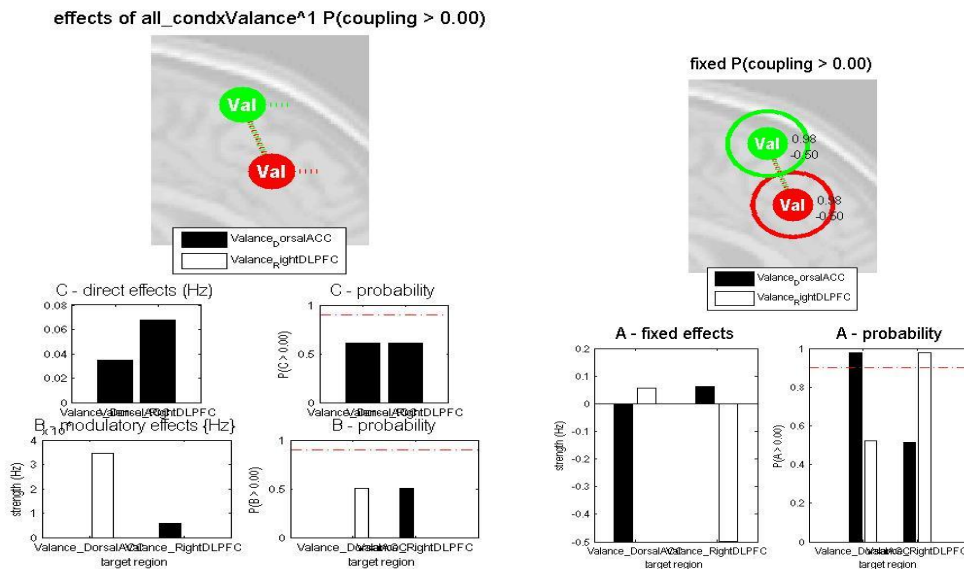 effects of all_condxValance^1 P(coupling > 0.00)
Val
Val
Valance_DorsalACC
Valance_RightDLPFC
C - direct effects (Hz)
0.08
0.06
0.04
0.02
0
C - probability
1
0.5
0
P(C > 0.00)
B - modulatory effects {Hz}
4
3
2
1
0
strength (Hz)
Valance_DorsalACC
Valance_RightDLPFC
target region
B - probability
0.5
0
P(B > 0.00)
Valance_RightDLPFC
target region
fixed P(coupling > 0.00)
Val
0.98
-0.50
Val
0.98
-0.50
Valance_DorsalACC
Valance_RightDLPFC
A - fixed effects
0.2
0.1
0
-0.1
-0.2
-0.3
-0.4
-0.5
-0.6
strength (Hz)
Valance_DorsalACC
Valance_RightDLPFC
target region
A - probability
1
0.8
0.6
0.4
0.2
0
P(A > 0.00)
Valance_RightDLPFC
target region